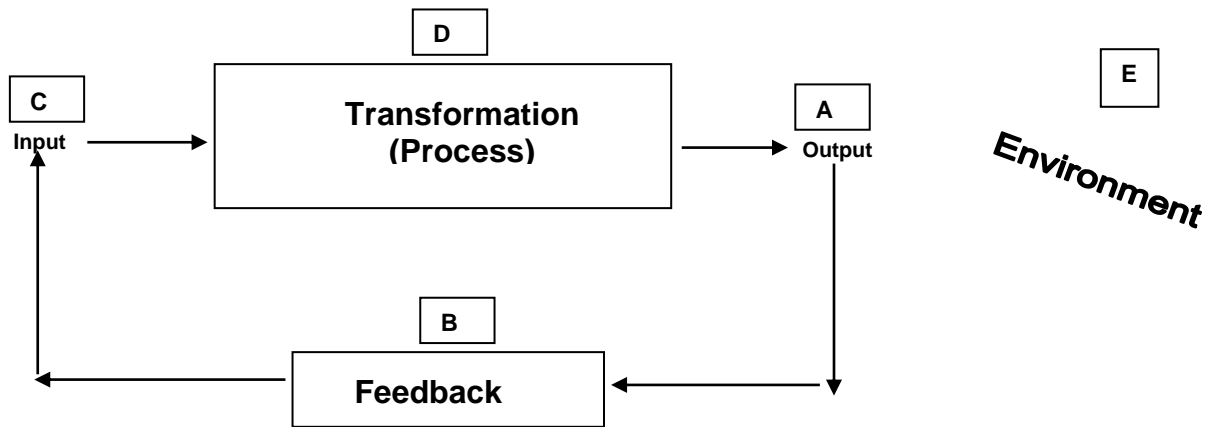 D
E
C
Transformation
(Process)
A
Input
Output
Environment
B
Feedback